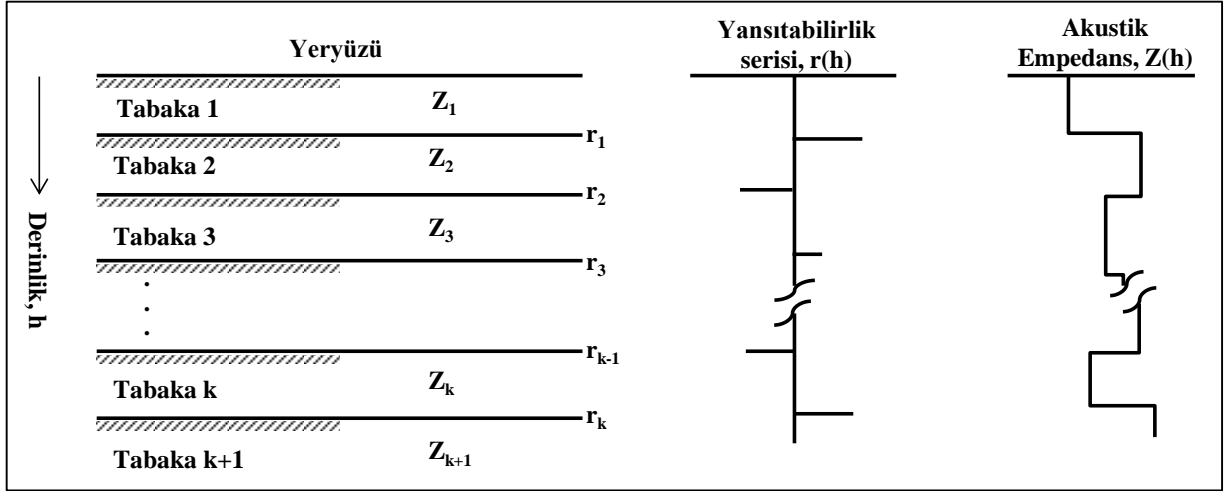 Yeryüzü
Yansıtabilirlik
serisi, r(h)
Akustik
Empedans, Z(h)
Derinlik, h
Tabaka 1
Z1
r1
Tabaka 2
Z2
r2
Tabaka 3
Z3
r3
.
.
.
rk-1
Tabaka k
Zk
rk
Tabaka k+1
Zk+1